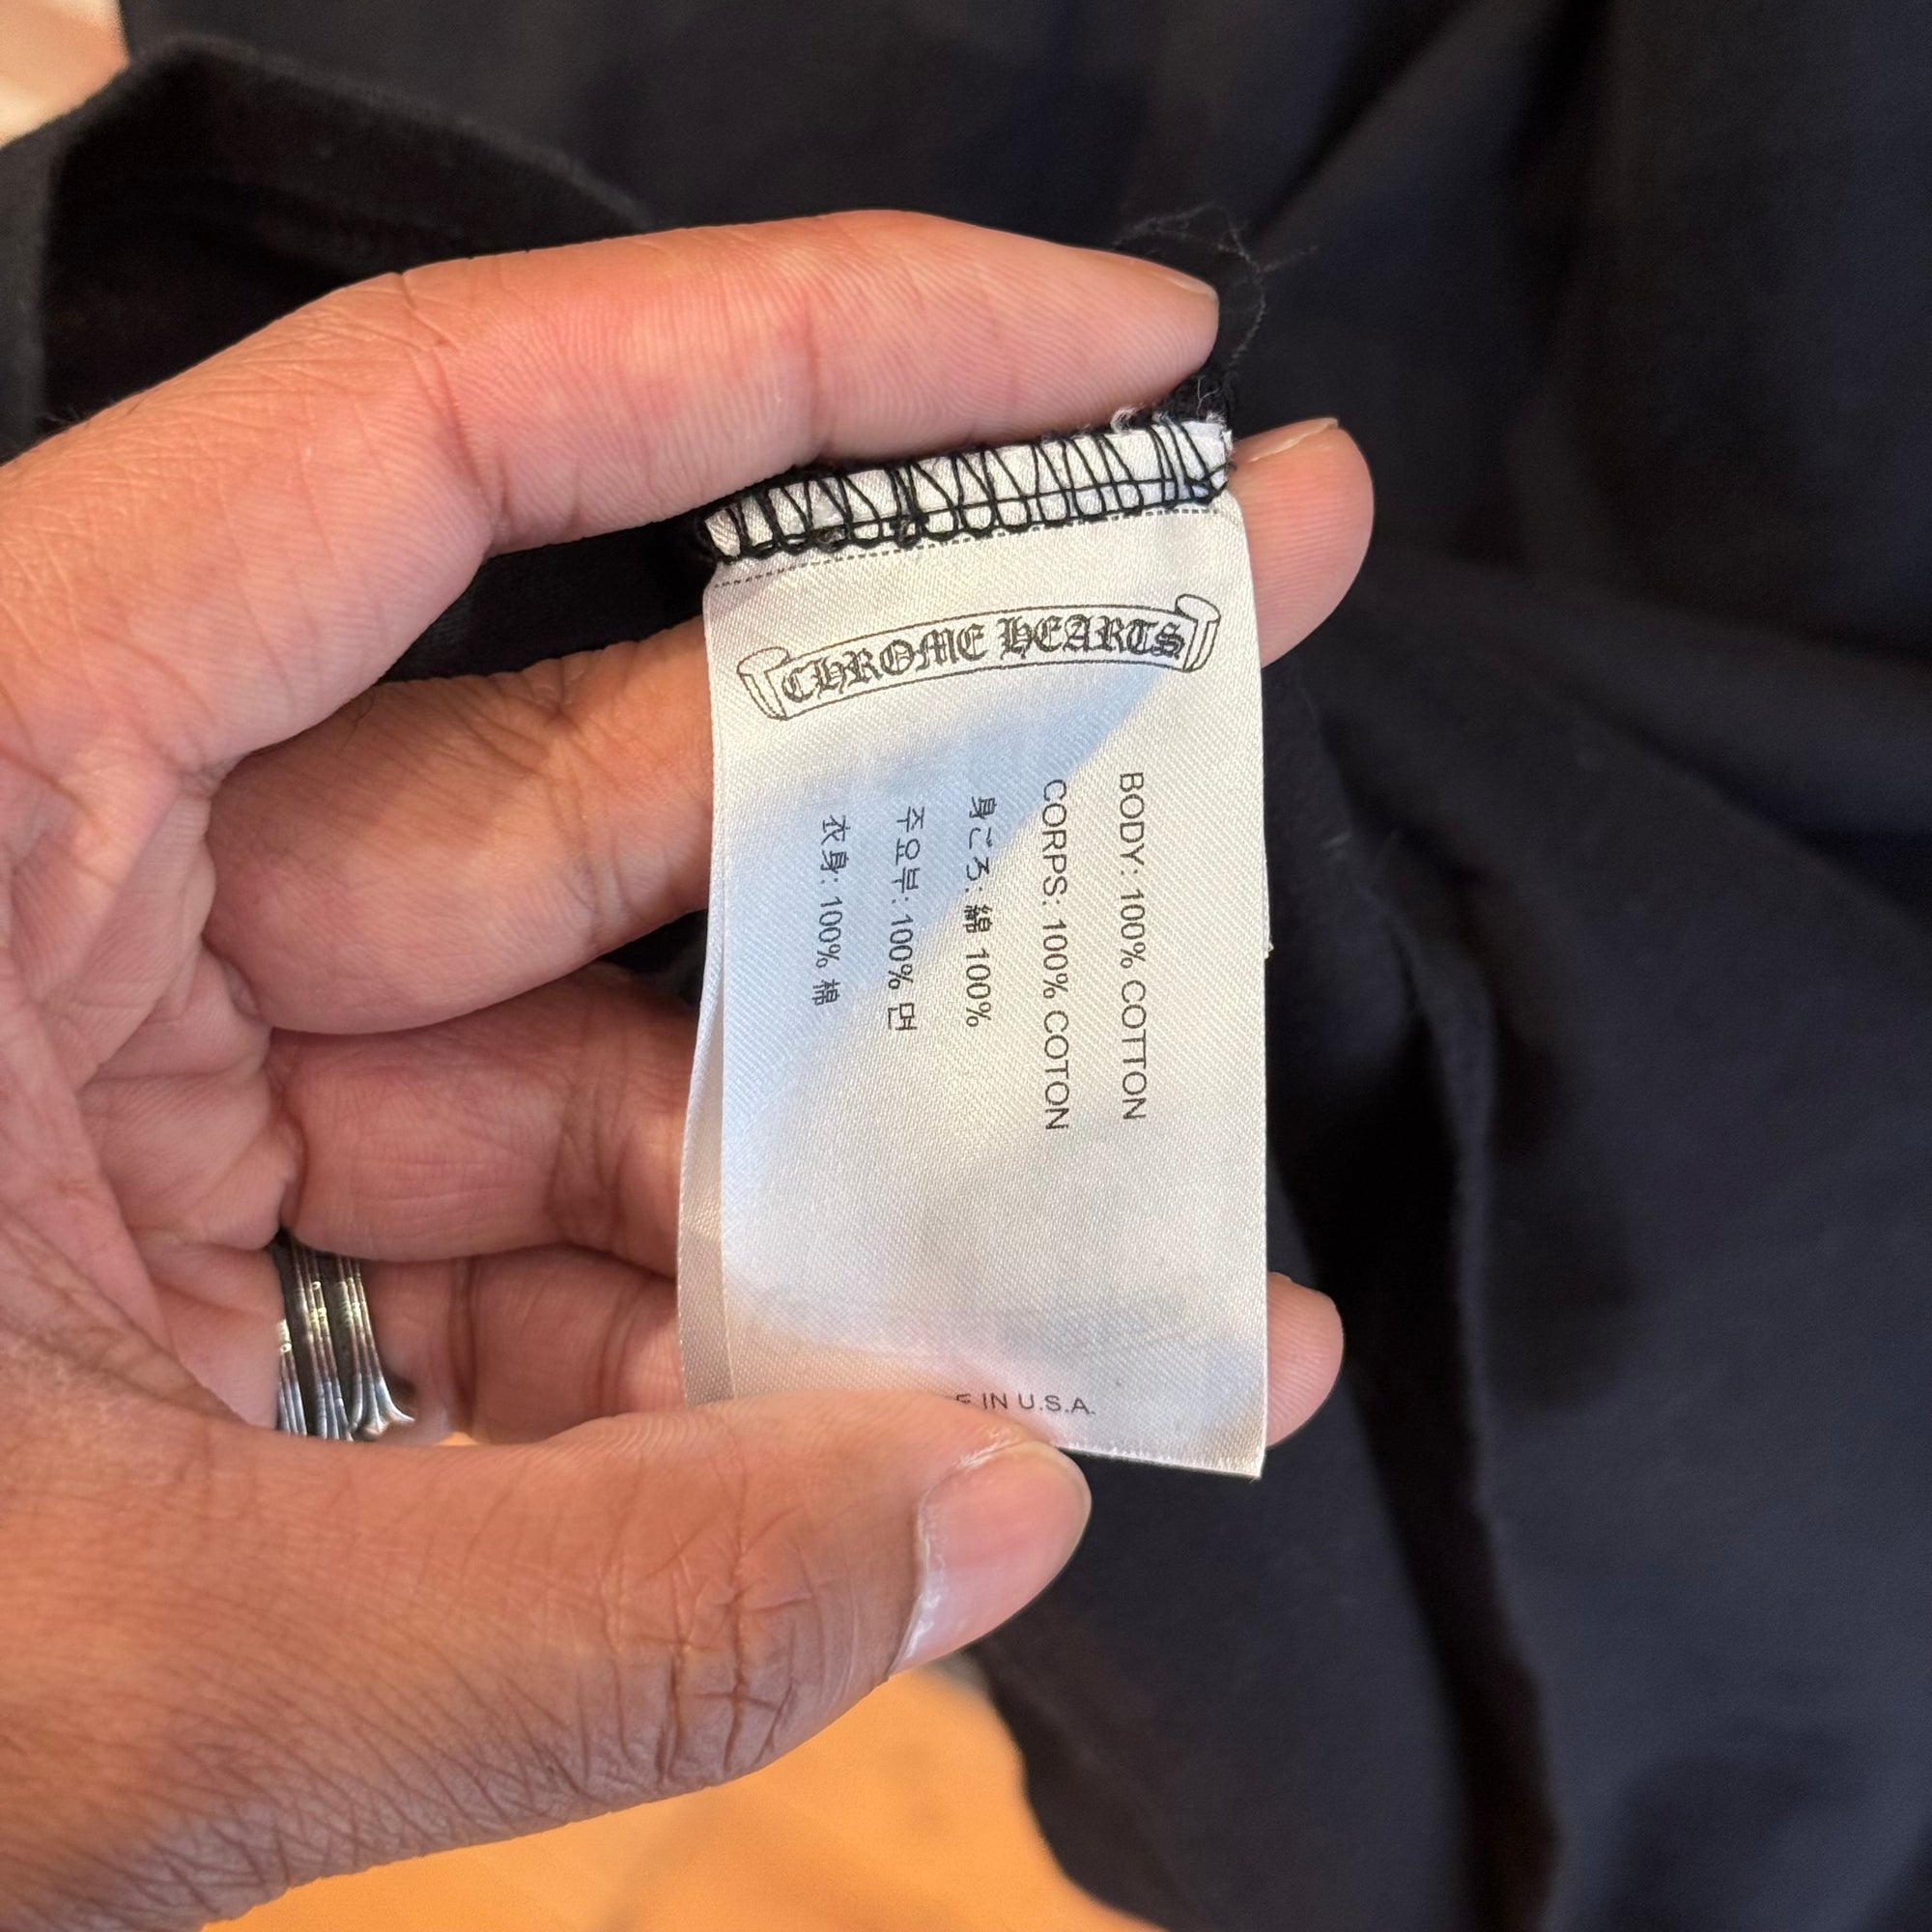 CHROME HEARTS
BODY: 100% COTTON
CORPS: 100% COTON
身ごろ: 綿 100%
주요부: 100% 면
衣身: 100% 棉
IN U.S.A.